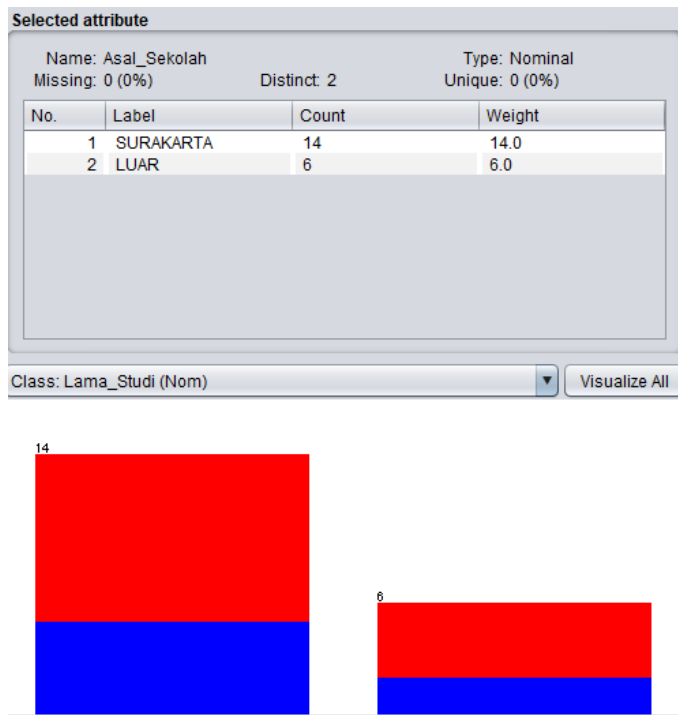 Selected attribute
Name: Asal_Sekolah Type: Nominal
Missing: 0 (0%) Distinct: 2 Unique: 0 (0%)
No. Label Count Weight
1 SURAKARTA 14 14.0
2 LUAR 6 6.0
Class: Lama_Studi (Nom) Visualize All
14
6